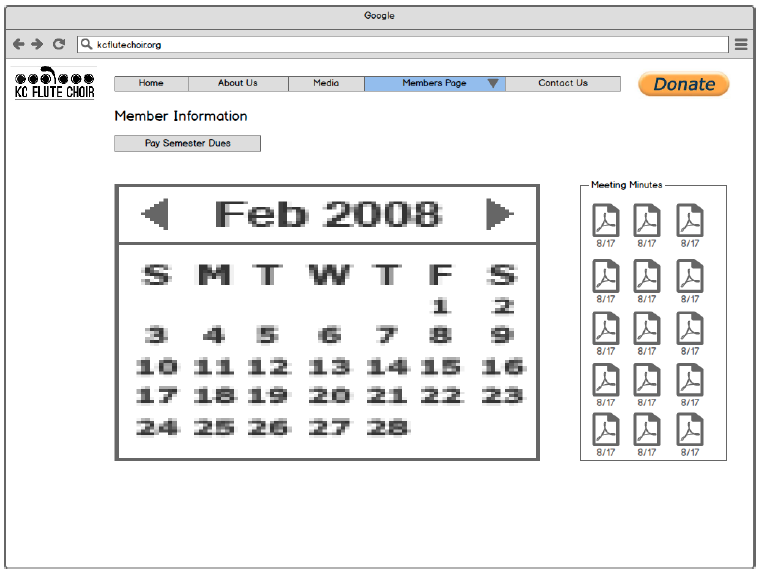 Google
kcflutechoir.org
KC FLUTE CHOIR
Home About Us Media Members Page Contact Us
Donate
Member Information
Pay Semester Dues
Feb 2008
S M T W T F S
1 2
3 4 5 6 7 8 9
10 11 12 13 14 15 16
17 18 19 20 21 22 23
24 25 26 27 28
Meeting Minutes
8/17 8/17 8/17
8/17 8/17 8/17
8/17 8/17 8/17
8/17 8/17 8/17
8/17 8/17 8/17